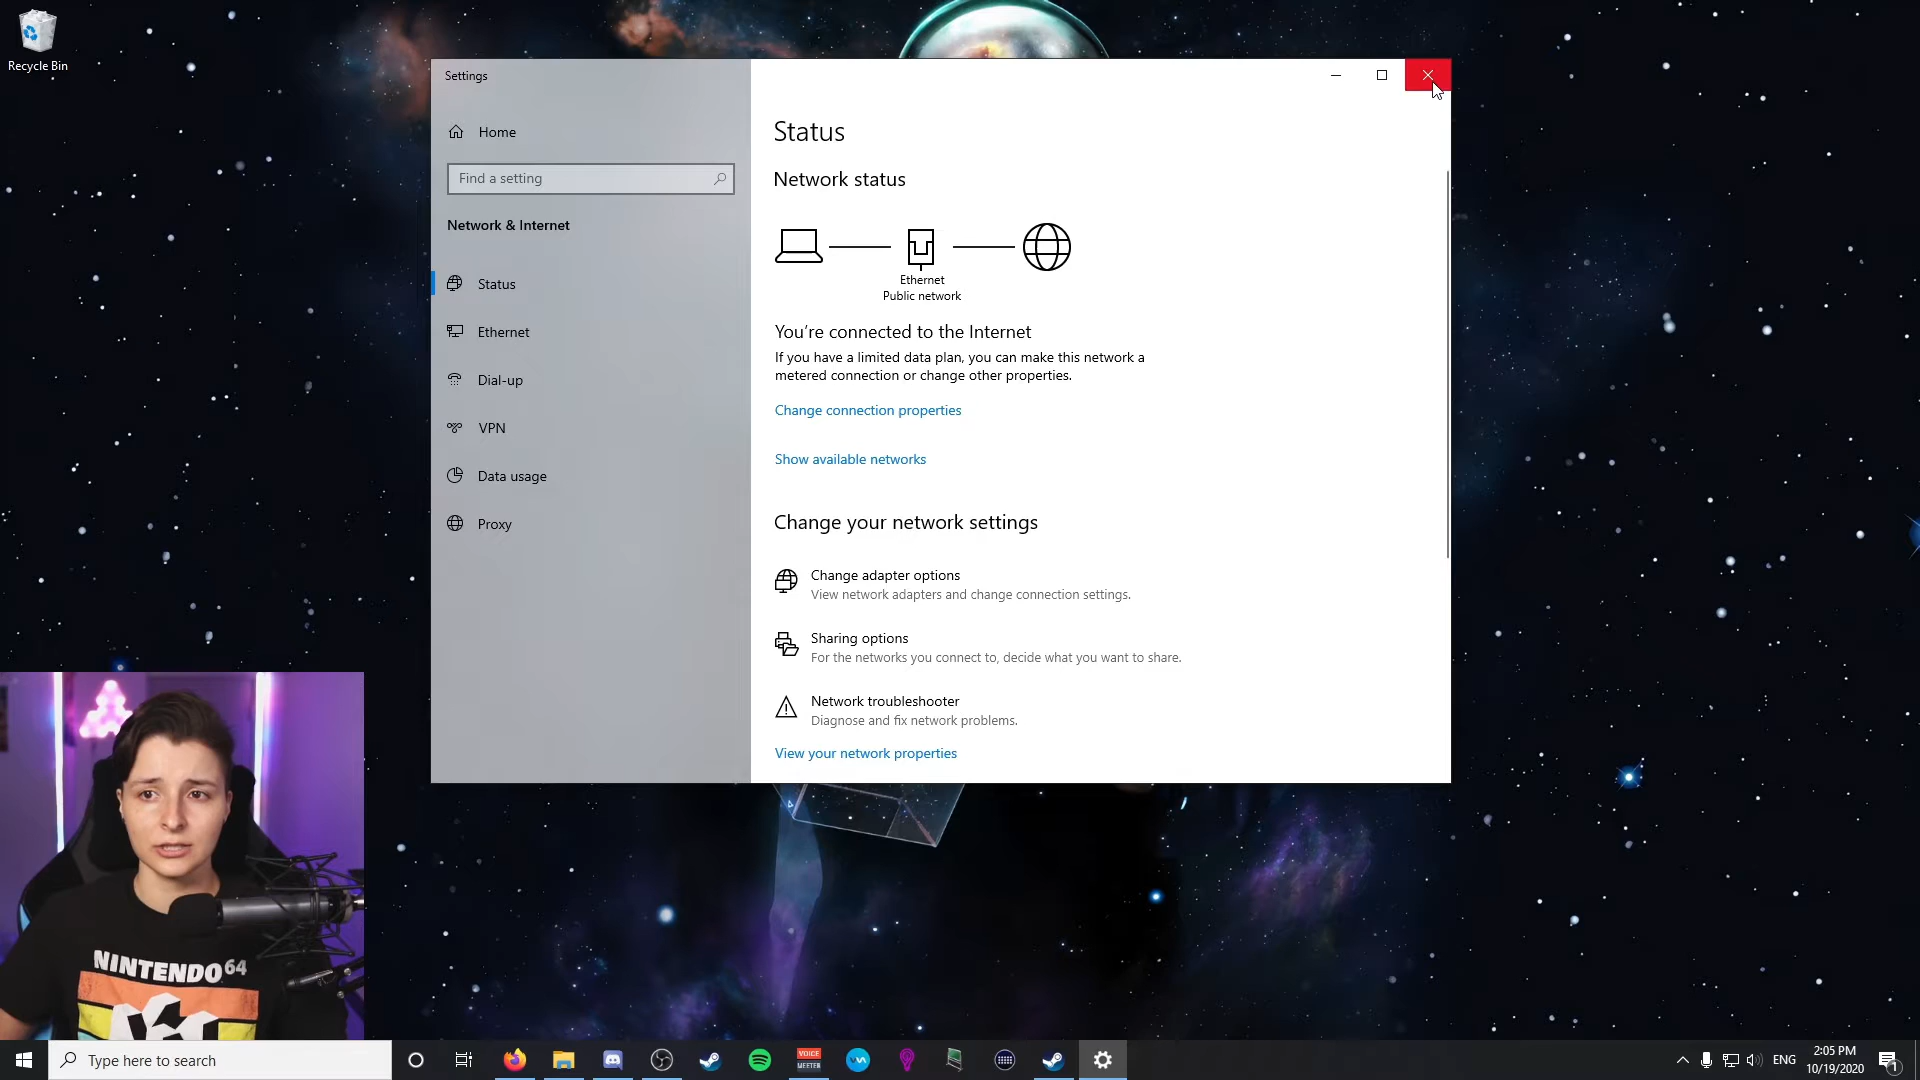 Recycle Bin
Settings
Home
Find a setting
Network & Internet
Status
Ethernet
Dial-up
VPN
Data usage
Proxy
Status
Network status
Ethernet
Public network
You're connected to the Internet
If you have a limited data plan, you can make this network a
metered connection or change other properties.
Change connection properties
Show available networks
Change your network settings
Change adapter options
View network adapters and change connection settings.
Sharing options
For the networks you connect to, decide what you want to share.
Network troubleshooter
Diagnose and fix network problems.
View your network properties
NINTENDO 64
Type here to search
VOICE
MEETER
ENG
2:05 PM
10/19/2020
1